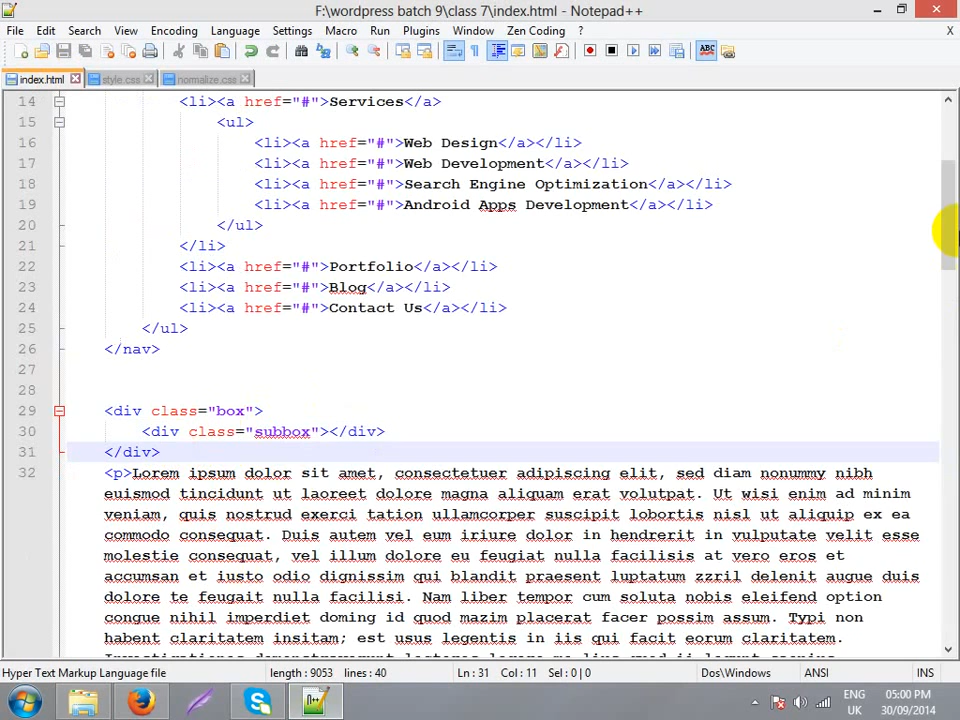 F:\wordpress batch 9\class 7\index.html - Notepad++
File Edit Search View Encoding Language Settings Macro Run Plugins Window Zen Coding ? X
index.html style.css normalize.css
14 <li><a href="#">Services</a>
15 <ul>
16 <li><a href="#">Web Design</a></li>
17 <li><a href="#">Web Development</a></li>
18 <li><a href="#">Search Engine Optimization</a></li>
19 <li><a href="#">Android Apps Development</a></li>
20 </ul>
21 </li>
22 <li><a href="#">Portfolio</a></li>
23 <li><a href="#">Blog</a></li>
24 <li><a href="#">Contact Us</a></li>
25 </ul>
26 </nav>
27
28
29 <div class="box">
30 <div class="subbox"></div>
31 </div>
32 <p>Lorem ipsum dolor sit amet, consectetuer adipiscing elit, sed diam nonummy nibh
euismod tincidunt ut laoreet dolore magna aliquam erat volutpat. Ut wisi enim ad minim
veniam, quis nostrud exerci tation ullamcorper suscipit lobortis nisl ut aliquip ex ea
commodo consequat. Duis autem vel eum iriure dolor in hendrerit in vulputate velit esse
molestie consequat, vel illum dolore eu feugiat nulla facilisis at vero eros et
accumsan et iusto odio dignissim qui blandit praesent luptatum zzril delenit augue duis
dolore te feugait nulla facilisi. Nam liber tempor cum soluta nobis eleifend option
congue nihil imperdiet doming id quod mazim placerat facer possim assum. Typi non
habent claritatem insitam; est usus legentis in iis qui facit eorum claritatem.
Hyper Text Markup Language file length : 9053 lines : 40 Ln : 31 Col : 11 Sel : 0 | 0 Dos\Windows ANSI INS
ENG 05:00 PM
UK 30/09/2014